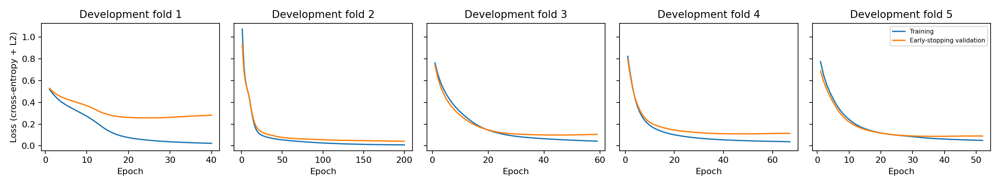 Development fold 1
Development fold 2
Development fold 3
Development fold 4
Development fold 5
Loss (cross-entropy + L2)
1.0
0.8
0.6
0.4
0.2
0.0
Training
Early-stopping validation
0 10 20 30 40
0 50 100 150 200
0 20 40 60
0 20 40 60
0 10 20 30 40 50
Epoch
Epoch
Epoch
Epoch
Epoch